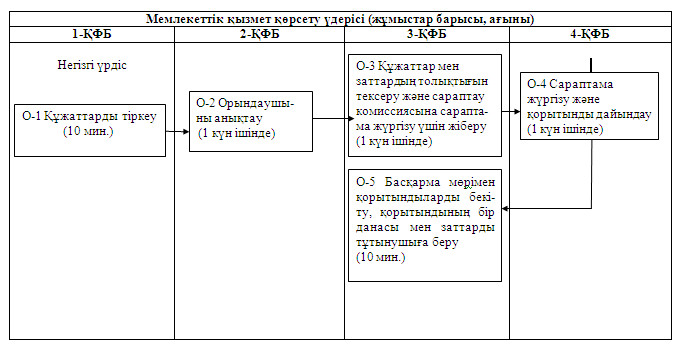 Мемлекеттік қызмет көрсету үдерісі (жұмыстар барысы, ағыны)
1-ҚФБ
2-ҚФБ
3-ҚФБ
4-ҚФБ
Негізгі үрдіс
О-1 Құжаттарды тіркеу
(10 мин.)
О-2 Орындаушы-
ны анықтау
(1 күн ішінде)
О-3 Құжаттар мен
заттардың толықтығын
тексеру және сараптау
комиссиясына сарапта-
ма жүргізу үшін жіберу
(1 күн ішінде)
О-4 Сараптама
жүргізу және
қорытынды дайындау
(1 күн ішінде)
О-5 Басқарма мөрімен
қорытындыларды бекі-
ту, қорытындының бір
данасы мен заттарды
тұтынушыға беру
(10 мин.)